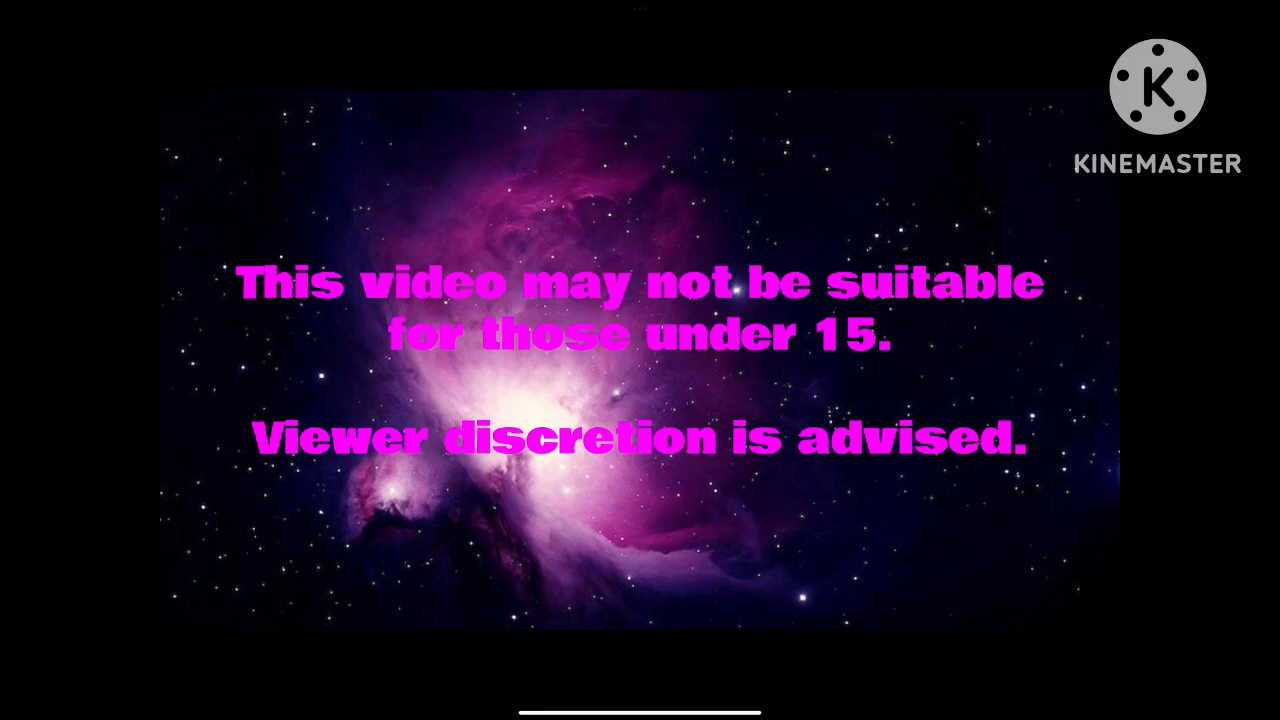 K
KINEMASTER
This video may not be suitable
for those under 15.
Viewer discretion is advised.